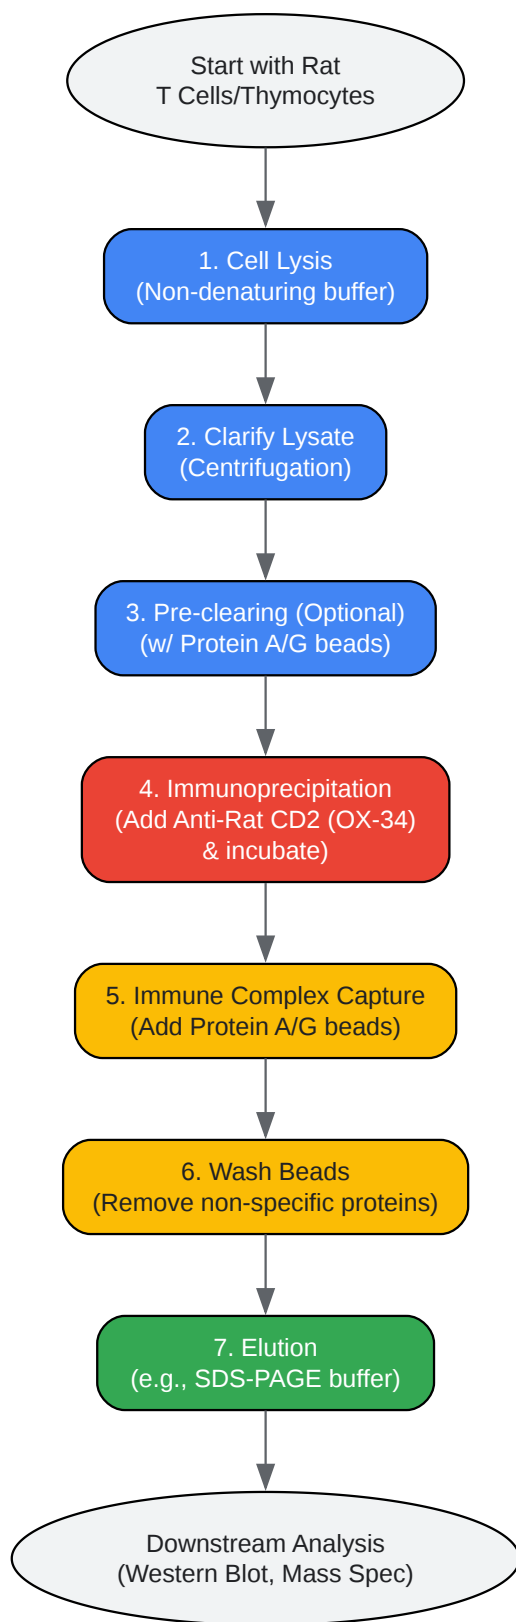 Start with Rat
T Cells/Thymocytes
1. Cell Lysis
(Non-denaturing buffer)
2. Clarify Lysate
(Centrifugation)
3. Pre-clearing (Optional)
(w/ Protein A/G beads)
4. Immunoprecipitation
(Add Anti-Rat CD2 (OX-34)
& incubate)
5. Immune Complex Capture
(Add Protein A/G beads)
6. Wash Beads
(Remove non-specific proteins)
7. Elution
(e.g., SDS-PAGE buffer)
Downstream Analysis
(Western Blot, Mass Spec)